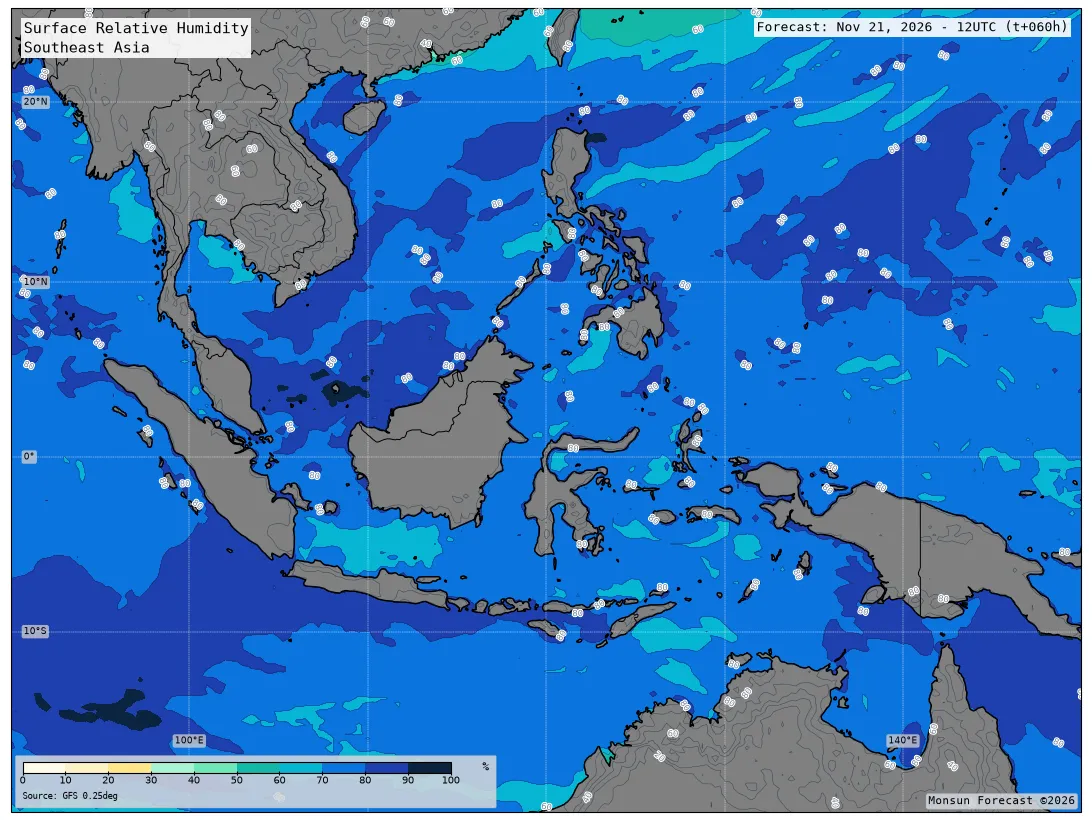 Surface Relative Humidity
Southeast Asia
Forecast: Nov 21, 2026 - 12UTC (t+060h)
20°N
10°N
0°
10°S
100°E
140°E
0 10 20 30 40 50 60 70 80 90 100
%
Source: GFS 0.25deg
Monsun Forecast ©2026